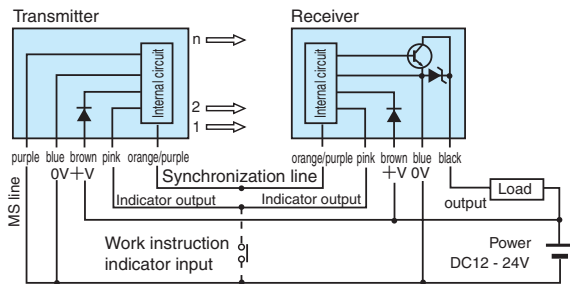 Transmitter
Receiver
n
Internal circuit
Internal circuit
2
1
purple
blue
brown
pink
orange/purple
orange/purple
pink
brown
blue
black
0V
+V
+V
0V
MS line
Synchronization line
Indicator output
Indicator output
output
Load
Work instruction
indicator input
Power
DC12 - 24V